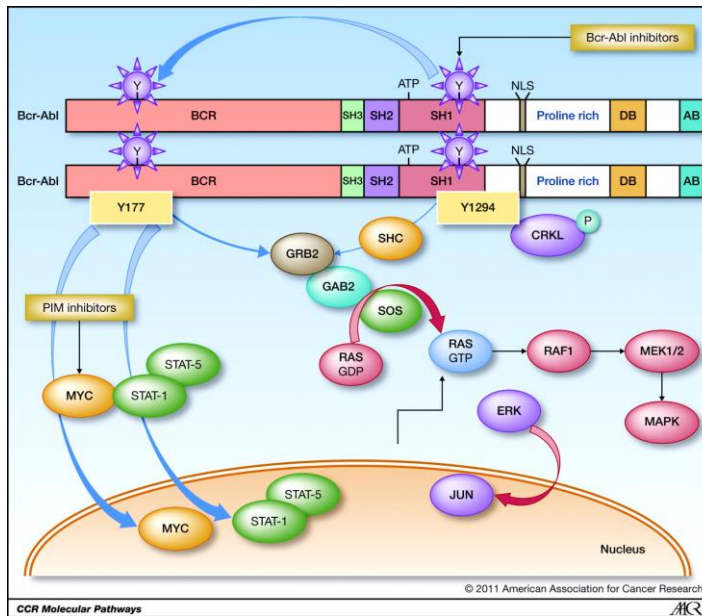 Bcr-Abl inhibitors
Y
Y
ATP
NLS
Bcr-Abl
BCR
SH3
SH2
SH1
Proline rich
DB
AB
Y
Y
ATP
NLS
Bcr-Abl
BCR
SH3
SH2
SH1
Proline rich
DB
AB
Y177
Y1294
P
CRKL
SHC
GRB2
GAB2
SOS
PIM inhibitors
STAT-5
MYC
STAT-1
RAS
GDP
RAS
GTP
RAF1
MEK1/2
ERK
MAPK
JUN
STAT-5
STAT-1
MYC
Nucleus
© 2011 American Association for Cancer Research
CCR Molecular Pathways
AACR